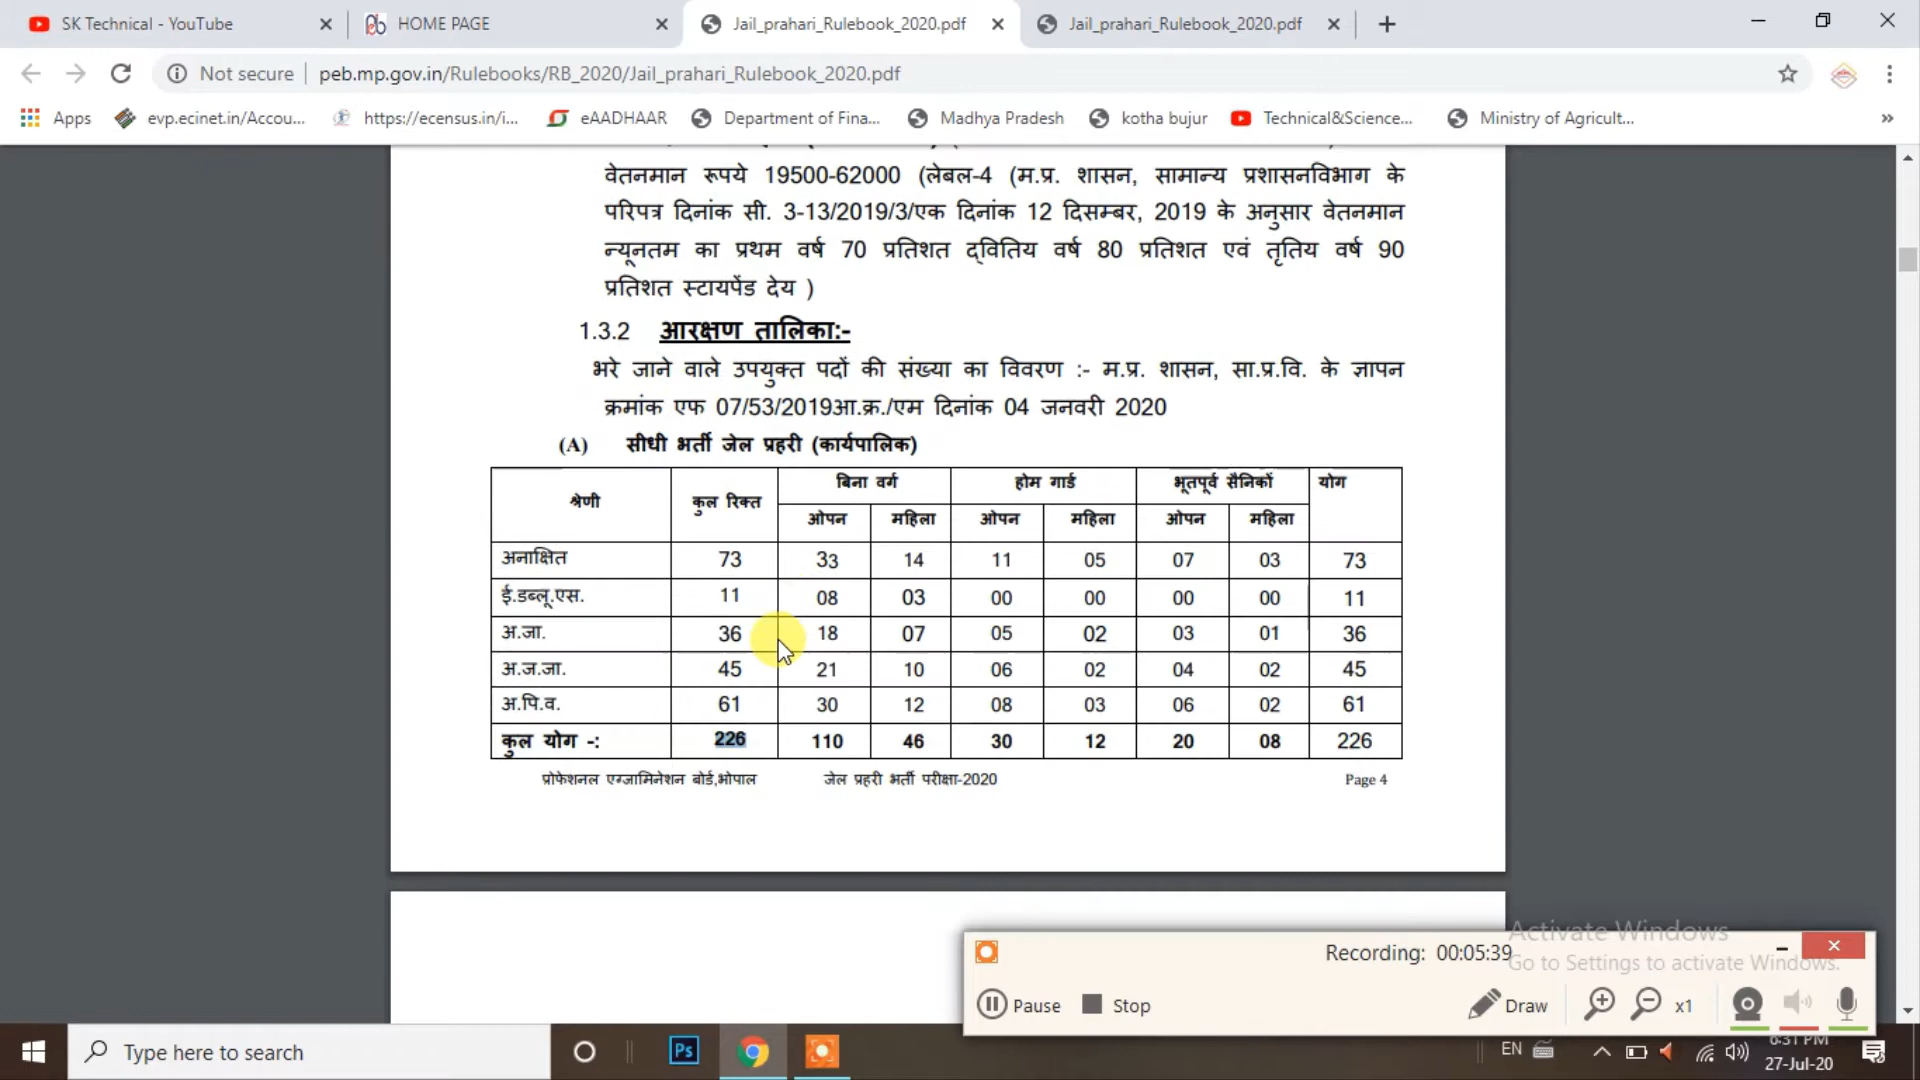 SK Technical - YouTube
HOME PAGE
Jail_prahari_Rulebook_2020.pdf
Jail_prahari_Rulebook_2020.pdf
Not secure
peb.mp.gov.in/Rulebooks/RB_2020/Jail_prahari_Rulebook_2020.pdf
Apps
evp.ecinet.in/Accou...
https://ecensus.in/i...
eAADHAAR
Department of Fina...
Madhya Pradesh
kotha bujur
Technical&Science...
Ministry of Agricult...
वेतनमान रूपये 19500-62000 (लेबल-4 (म.प्र. शासन, सामान्य प्रशासनविभाग के
परिपत्र दिनांक सी. 3-13/2019/3/एक दिनांक 12 दिसम्बर, 2019 के अनुसार वेतनमान
न्यूनतम का प्रथम वर्ष 70 प्रतिशत द्वितिय वर्ष 80 प्रतिशत एवं तृतिय वर्ष 90
प्रतिशत स्टायपेंड देय )
1.3.2 आरक्षण तालिका:-
भरे जाने वाले उपयुक्त पदों की संख्या का विवरण :- म.प्र. शासन, सा.प्र.वि. के ज्ञापन
क्रमांक एफ 07/53/2019आ.क्र./एम दिनांक 04 जनवरी 2020
(A) सीधी भर्ती जेल प्रहरी (कार्यपालिक)
श्रेणी कुल रिक्त बिना वर्ग होम गार्ड भूतपूर्व सैनिकों योग
ओपन महिला ओपन महिला ओपन महिला
अनाक्षित 73 33 14 11 05 07 03 73
ई.डब्लू.एस. 11 08 03 00 00 00 00 11
अ.जा. 36 18 07 05 02 03 01 36
अ.ज.जा. 45 21 10 06 02 04 02 45
अ.पि.व. 61 30 12 08 03 06 02 61
कुल योग -: 226 110 46 30 12 20 08 226
प्रोफेशनल एग्जामिनेशन बोर्ड,भोपाल जेल प्रहरी भर्ती परीक्षा-2020 Page 4
Activate Windows
Go to Settings to activate Windows.
Recording: 00:05:39
Pause
Stop
Draw
x1
Type here to search
Ps
EN
6:31 PM
27-Jul-20